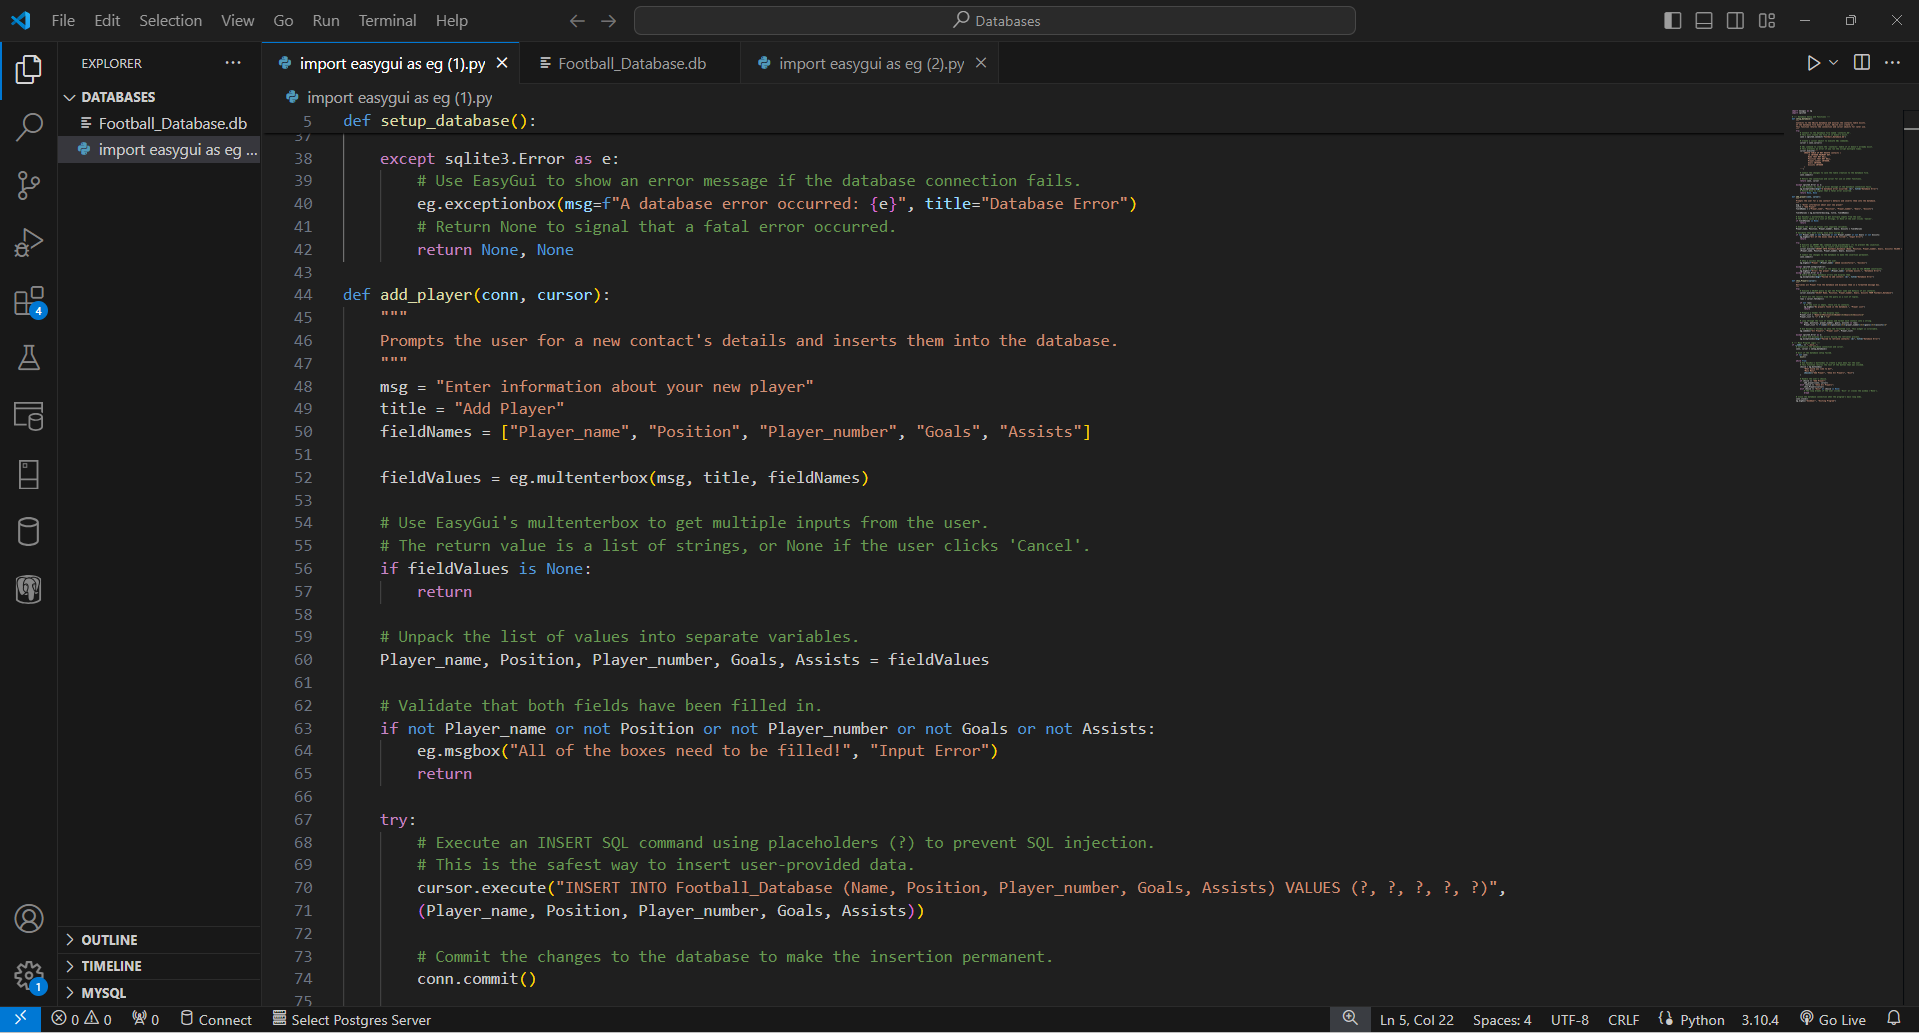 File Edit Selection View Go Run Terminal Help
Databases
EXPLORER
DATABASES
Football_Database.db
import easygui as eg ...
OUTLINE
TIMELINE
MYSQL
4
1
import easygui as eg (1).py
Football_Database.db
import easygui as eg (2).py
import easygui as eg (1).py
5 def setup_database():
37
38 except sqlite3.Error as e:
39 # Use EasyGui to show an error message if the database connection fails.
40 eg.exceptionbox(msg=f"A database error occurred: {e}", title="Database Error")
41 # Return None to signal that a fatal error occurred.
42 return None, None
43
44 def add_player(conn, cursor):
45 """
46 Prompts the user for a new contact's details and inserts them into the database.
47 """
48 msg = "Enter information about your new player"
49 title = "Add Player"
50 fieldNames = ["Player_name", "Position", "Player_number", "Goals", "Assists"]
51
52 fieldValues = eg.multenterbox(msg, title, fieldNames)
53
54 # Use EasyGui's multenterbox to get multiple inputs from the user.
55 # The return value is a list of strings, or None if the user clicks 'Cancel'.
56 if fieldValues is None:
57 return
58
59 # Unpack the list of values into separate variables.
60 Player_name, Position, Player_number, Goals, Assists = fieldValues
61
62 # Validate that both fields have been filled in.
63 if not Player_name or not Position or not Player_number or not Goals or not Assists:
64 eg.msgbox("All of the boxes need to be filled!", "Input Error")
65 return
66
67 try:
68 # Execute an INSERT SQL command using placeholders (?) to prevent SQL injection.
69 # This is the safest way to insert user-provided data.
70 cursor.execute("INSERT INTO Football_Database (Name, Position, Player_number, Goals, Assists) VALUES (?, ?, ?, ?, ?)",
71 (Player_name, Position, Player_number, Goals, Assists))
72
73 # Commit the changes to the database to make the insertion permanent.
74 conn.commit()
75
0 0 0 Connect Select Postgres Server
Ln 5, Col 22 Spaces: 4 UTF-8 CRLF Python 3.10.4 Go Live